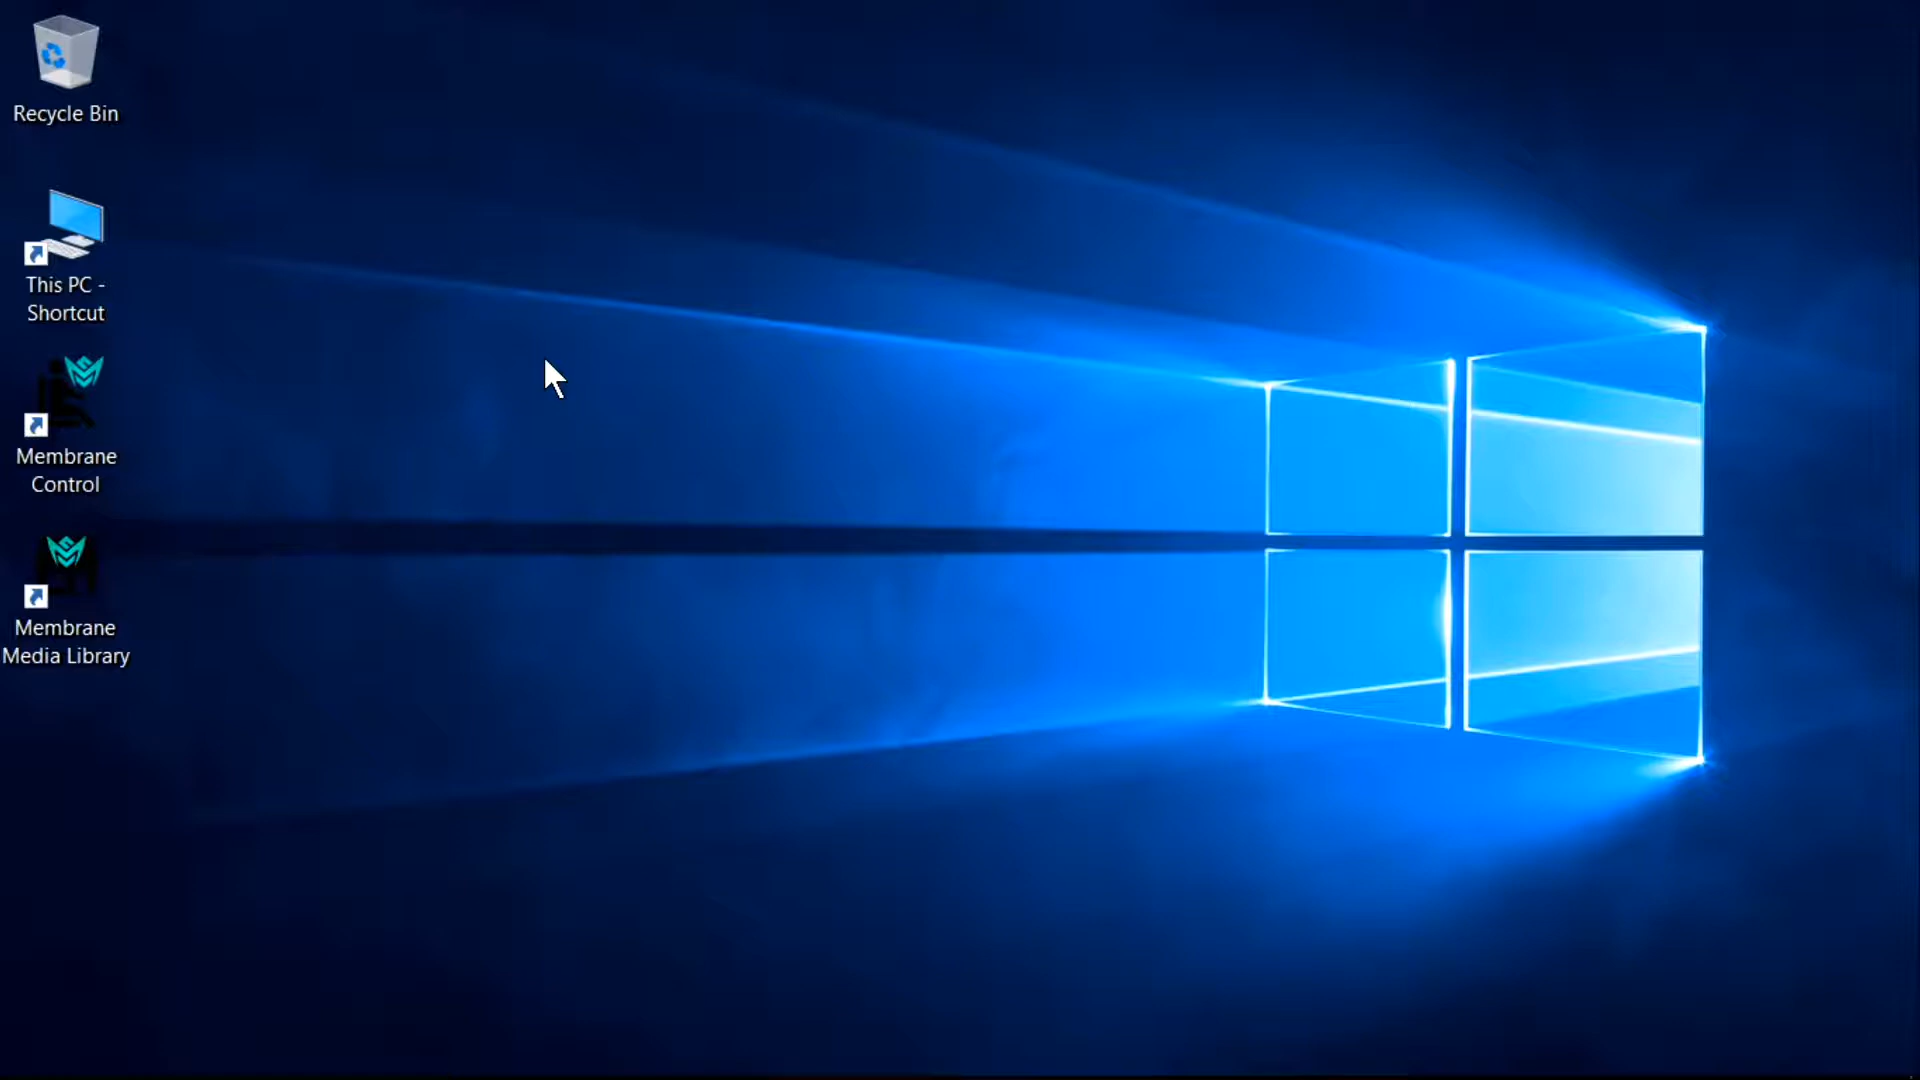 Recycle Bin
This PC -
Shortcut
Membrane
Control
Membrane
Media Library